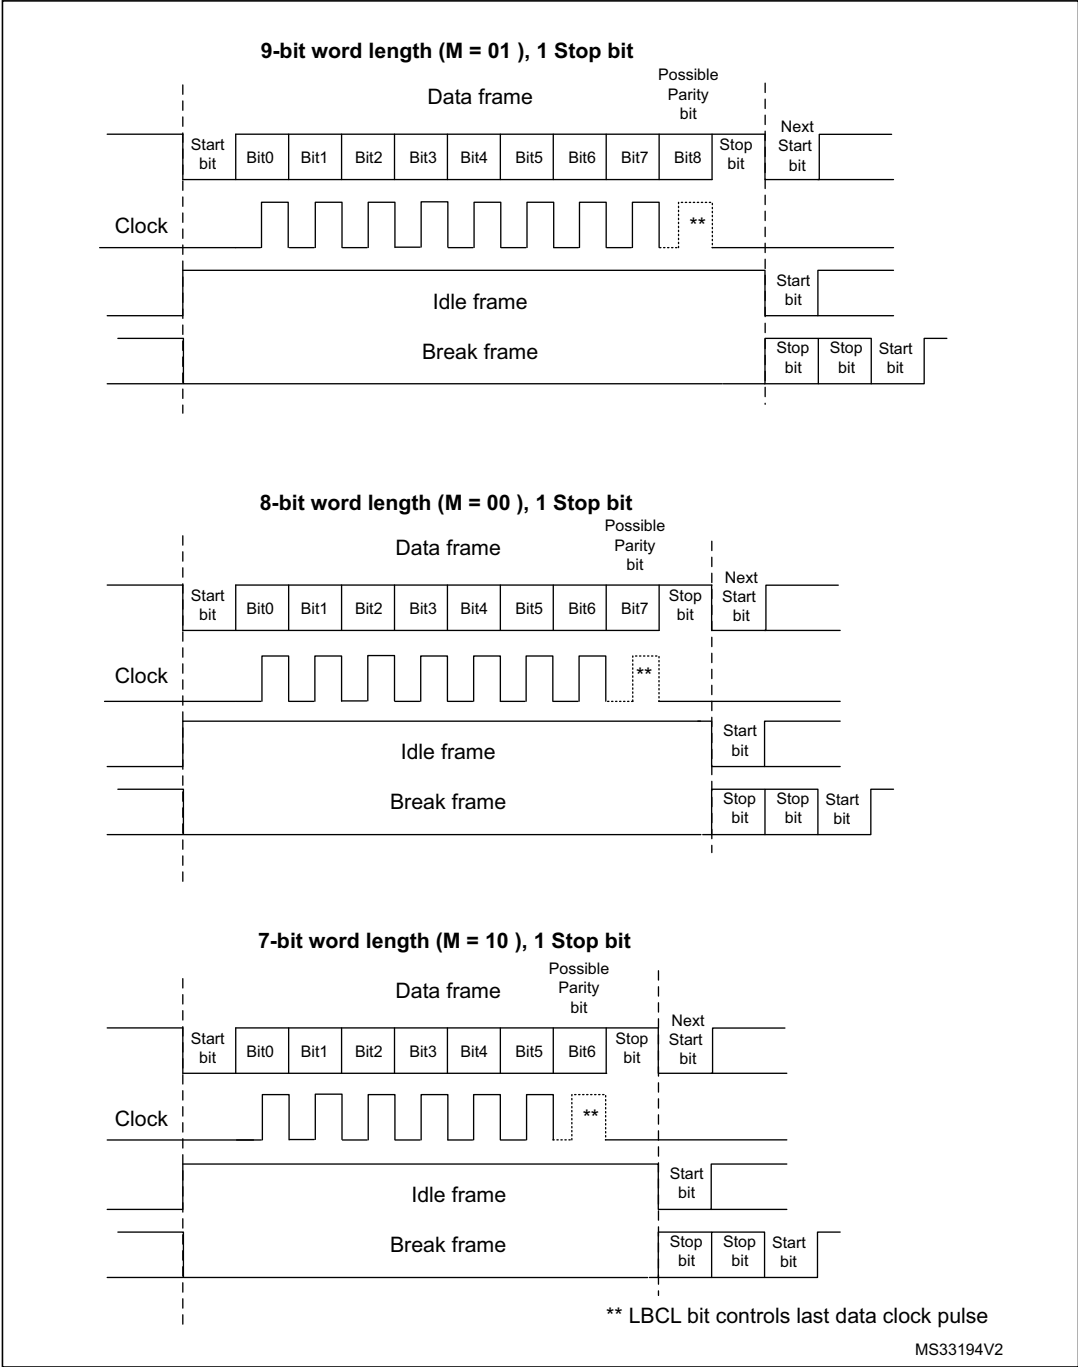 9-bit word length (M = 01 ), 1 Stop bit
Data frame
Possible
Parity
bit
Start
bit
Bit0 Bit1 Bit2 Bit3 Bit4 Bit5 Bit6 Bit7 Bit8
Stop
bit
Next
Start
bit
Clock
**
Idle frame
Start
bit
Break frame
Stop
bit
Stop
bit
Start
bit
8-bit word length (M = 00 ), 1 Stop bit
Data frame
Possible
Parity
bit
Start
bit
Bit0 Bit1 Bit2 Bit3 Bit4 Bit5 Bit6 Bit7
Stop
bit
Next
Start
bit
Clock
**
Idle frame
Start
bit
Break frame
Stop
bit
Stop
bit
Start
bit
7-bit word length (M = 10 ), 1 Stop bit
Data frame
Possible
Parity
bit
Start
bit
Bit0 Bit1 Bit2 Bit3 Bit4 Bit5 Bit6
Stop
bit
Next
Start
bit
Clock
**
Idle frame
Start
bit
Break frame
Stop
bit
Stop
bit
Start
bit
** LBCL bit controls last data clock pulse
MS33194V2